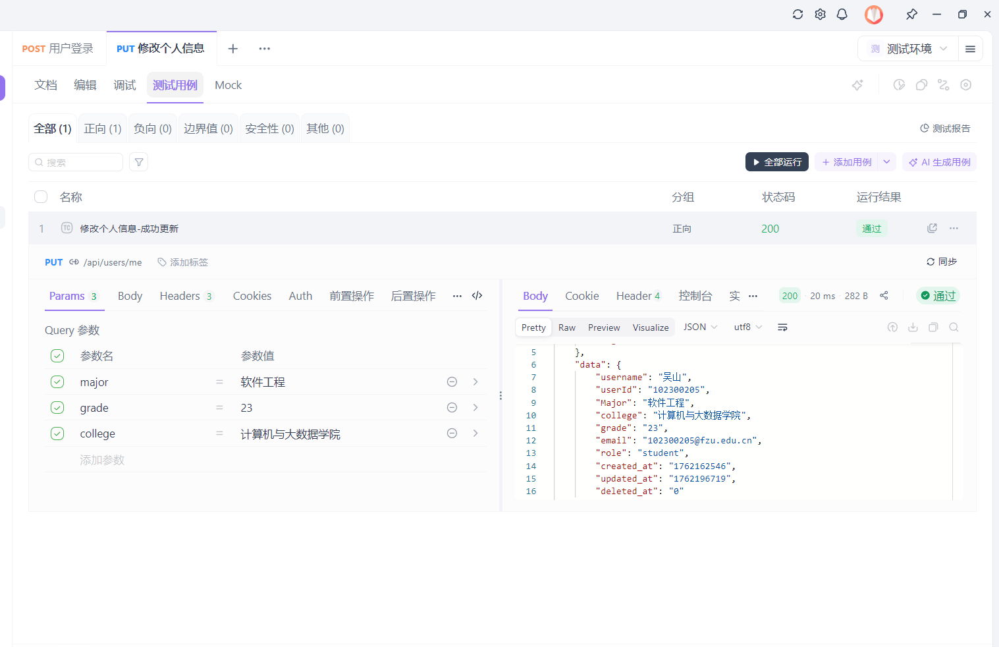 POST 用户登录
PUT 修改个人信息
测 测试环境
文档 编辑 调试 测试用例 Mock
全部 (1) 正向 (1) 负向 (0) 边界值 (0) 安全性 (0) 其他 (0)
测试报告
搜索
全部运行 添加用例 AI 生成用例
名称 分组 状态码 运行结果
1 TC 修改个人信息-成功更新 正向 200 通过
PUT /api/users/me 添加标签 同步
Params 3 Body Headers 3 Cookies Auth 前置操作 后置操作
Query 参数
参数名 参数值
major = 软件工程
grade = 23
college = 计算机与大数据学院
添加参数
Body Cookie Header 4 控制台 实
200 · 20 ms · 282 B 通过
Pretty Raw Preview Visualize JSON utf8
5 },
6 "data": {
7 "username": "吴山",
8 "userId": "102300205",
9 "Major": "软件工程",
10 "college": "计算机与大数据学院",
11 "grade": "23",
12 "email": "102300205@fzu.edu.cn",
13 "role": "student",
14 "created_at": "1762162546",
15 "updated_at": "1762196719",
16 "deleted_at": "0"